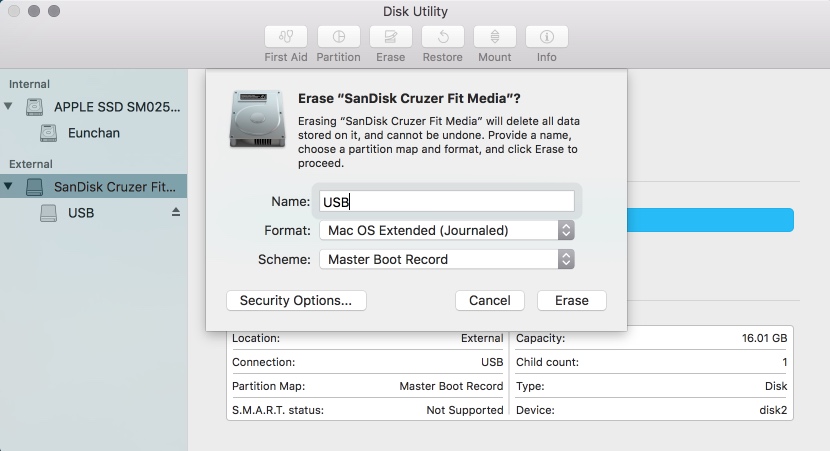 Disk Utility
First Aid Partition Erase Restore Mount Info
Internal
APPLE SSD SM025...
Eunchan
External
SanDisk Cruzer Fit...
USB
Erase “SanDisk Cruzer Fit Media”?
Erasing “SanDisk Cruzer Fit Media” will delete all data
stored on it, and cannot be undone. Provide a name,
choose a partition map and format, and click Erase to
proceed.
Name: USB
Format: Mac OS Extended (Journaled)
Scheme: Master Boot Record
Security Options... Cancel Erase
Location: External Capacity: 16.01 GB
Connection: USB Child count: 1
Partition Map: Master Boot Record Type: Disk
S.M.A.R.T. status: Not Supported Device: disk2